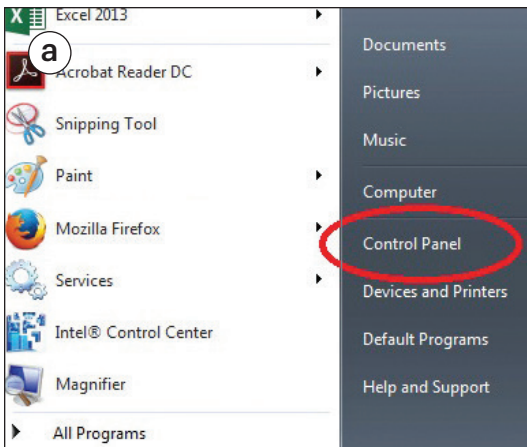 Excel 2013
a
Acrobat Reader DC
Snipping Tool
Paint
Mozilla Firefox
Services
Intel® Control Center
Magnifier
All Programs
Documents
Pictures
Music
Computer
Control Panel
Devices and Printers
Default Programs
Help and Support